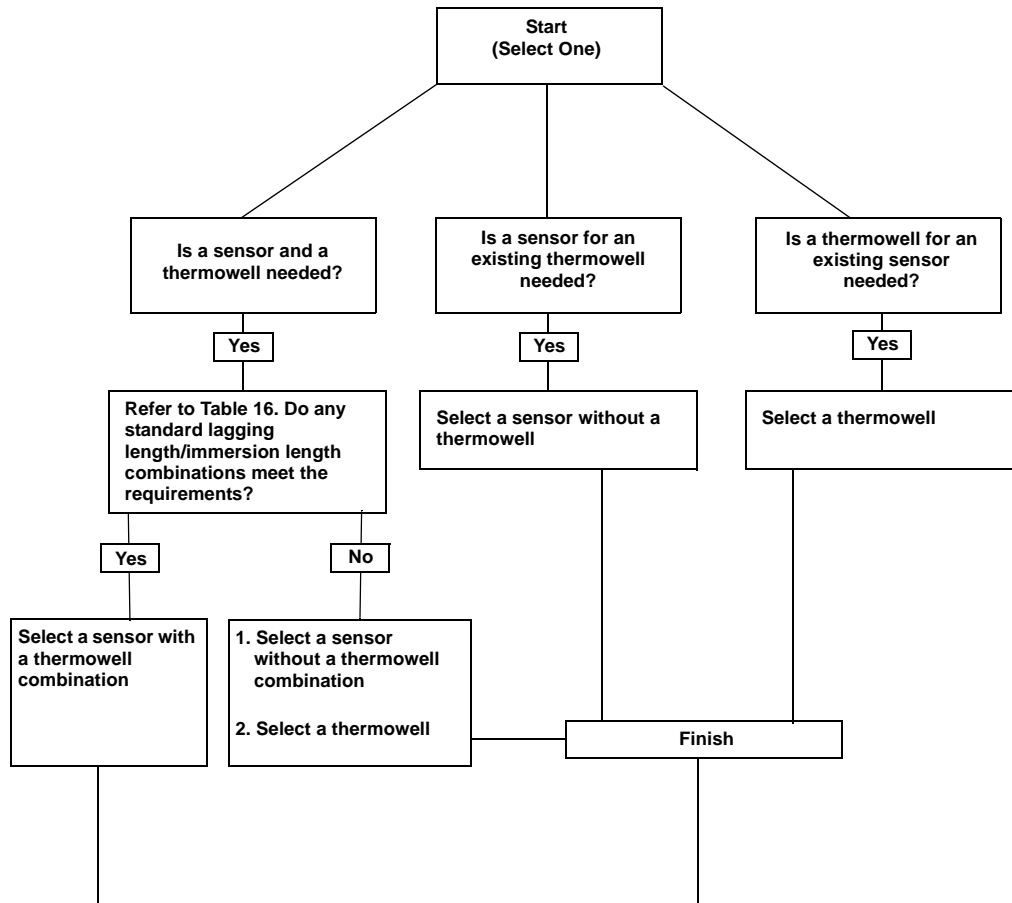 Start
(Select One)
Is a sensor and a
thermowell needed?
Is a sensor for an
existing thermowell
needed?
Is a thermowell for an
existing sensor
needed?
Yes
Yes
Yes
Refer to Table 16. Do any
standard lagging
length/immersion length
combinations meet the
requirements?
Select a sensor without a
thermowell
Select a thermowell
Yes
No
Select a sensor with
a thermowell
combination
1. Select a sensor
without a thermowell
combination
2. Select a thermowell
Finish